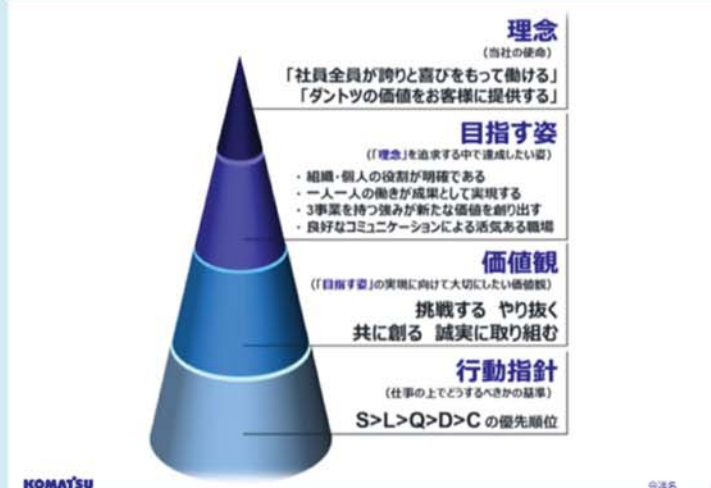 理念
(当社の使命)
「社員全員が誇りと喜びをもって働ける」
「ダントツの価値をお客様に提供する」
目指す姿
(「理念」を追求する中で達成したい姿)
・組織・個人の役割が明確である
・一人一人の働きが成果として実現する
・3事業を持つ強みが新たな価値を創り出す
・良好なコミュニケーションによる活気ある職場
価値観
(「目指す姿」の実現に向けて大切にしたい価値観)
挑戦する やり抜く
共に創る 誠実に取り組む
行動指針
(仕事の上でどうするべきかの基準)
S>L>Q>D>C の優先順位
KOMATSU